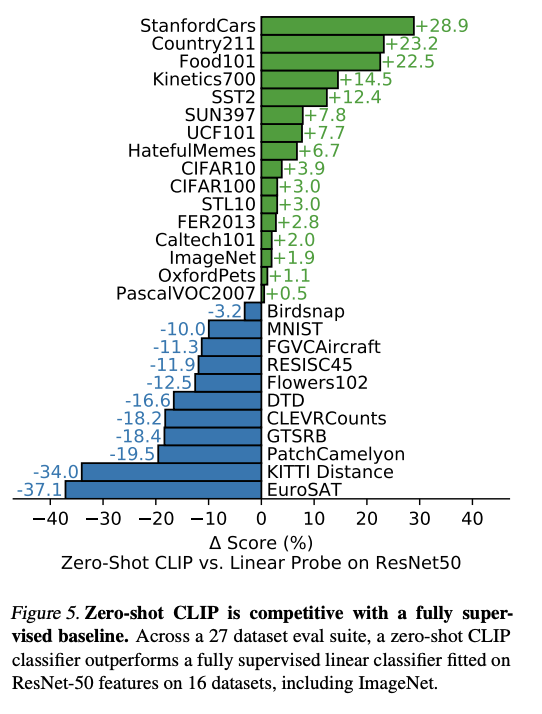 StanfordCars +28.9
Country211 +23.2
Food101 +22.5
Kinetics700 +14.5
SST2 +12.4
SUN397 +7.8
UCF101 +7.7
HatefulMemes +6.7
CIFAR10 +3.9
CIFAR100 +3.0
STL10 +3.0
FER2013 +2.8
Caltech101 +2.0
ImageNet +1.9
OxfordPets +1.1
PascalVOC2007 +0.5
-3.2 Birdsnap
-10.0 MNIST
-11.3 FGVCAircraft
-11.9 RESISC45
-12.5 Flowers102
-16.6 DTD
-18.2 CLEVRCounts
-18.4 GTSRB
-19.5 PatchCamelyon
-34.0 KITTI Distance
-37.1 EuroSAT
−40 −30 −20 −10 0 10 20 30 40
Δ Score (%)
Zero-Shot CLIP vs. Linear Probe on ResNet50
Figure 5. Zero-shot CLIP is competitive with a fully super-
vised baseline. Across a 27 dataset eval suite, a zero-shot CLIP
classifier outperforms a fully supervised linear classifier fitted on
ResNet-50 features on 16 datasets, including ImageNet.